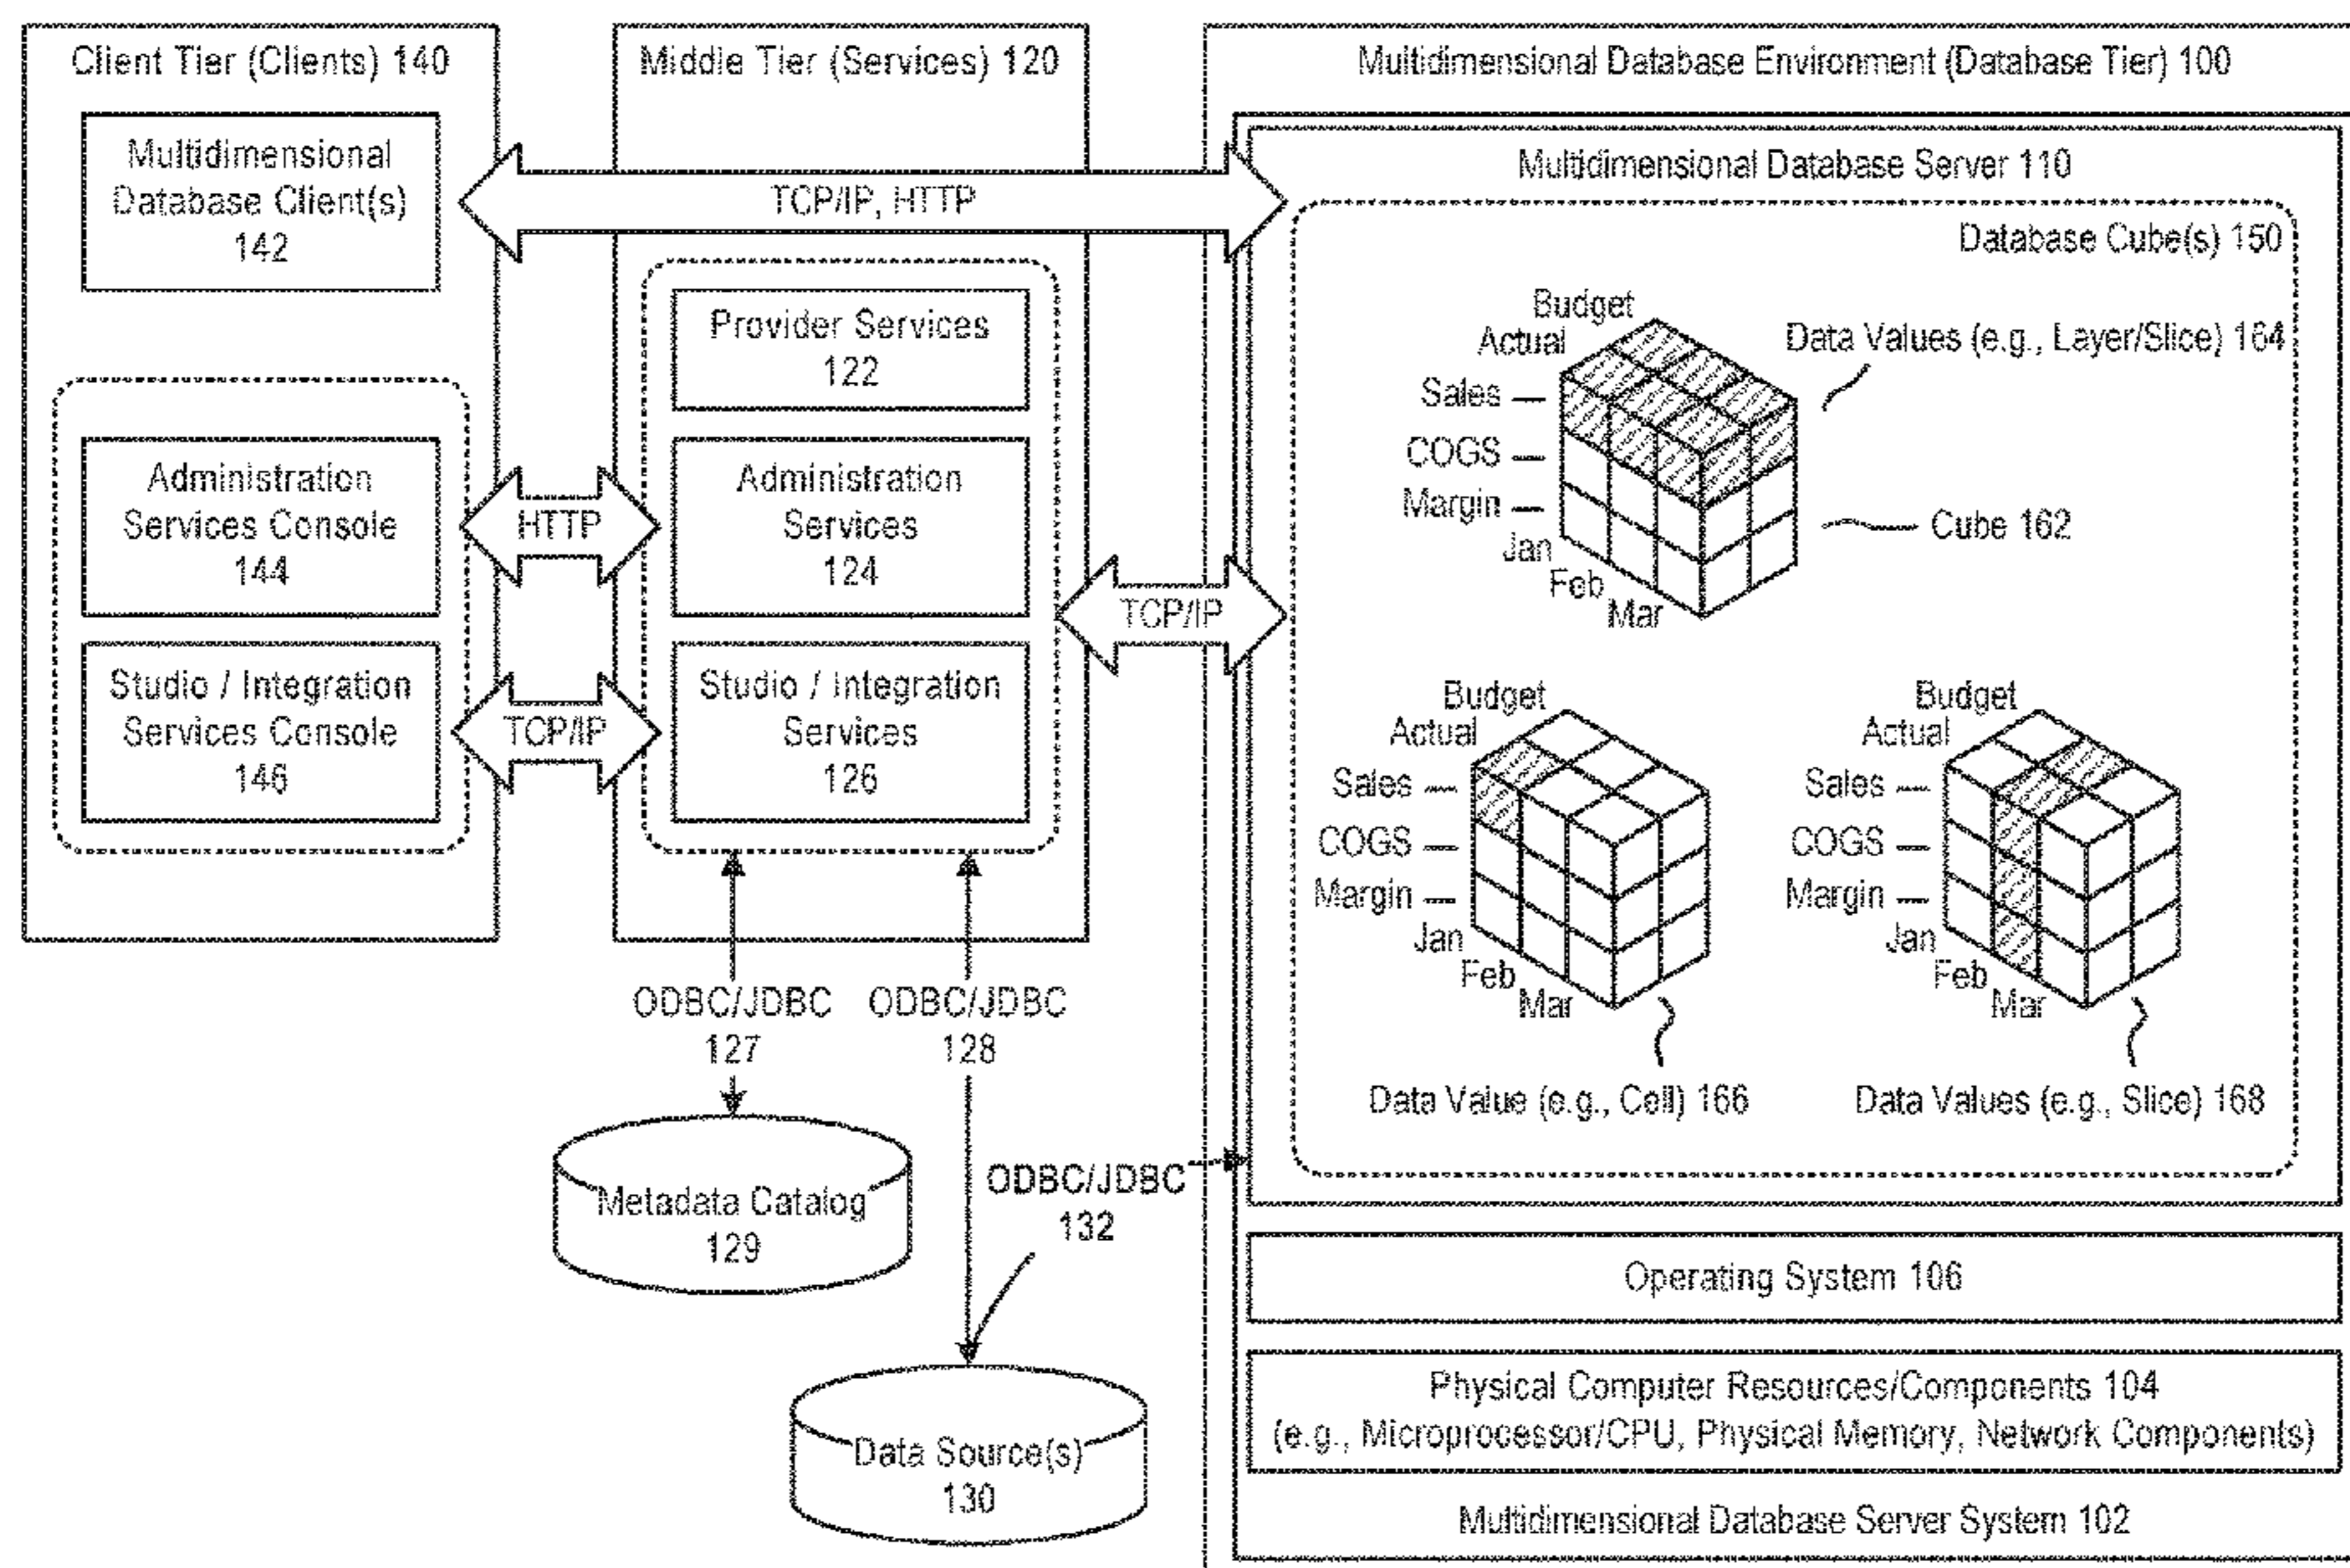 Client Tier (Clients) 140
Multidimensional
Database Client(s)
142
Administration
Services Console
144
Studio / Integration
Services Console
146
Middle Tier (Services) 120
TCP/IP, HTTP
Provider Services
122
Administration
Services
124
Studio / Integration
Services
126
HTTP
TCP/IP
TCP/IP
ODBC/JDBC
127
ODBC/JDBC
128
Metadata Catalog
129
ODBC/JDBC
132
Data Source(s)
130
Multidimensional Database Environment (Database Tier) 100
Multidimensional Database Server 110
Database Cube(s) 150
Budget
Actual
Sales
COGS
Margin
Jan
Feb
Mar
Data Values (e.g., Layer/Slice) 164
Cube 162
Budget
Actual
Sales
COGS
Margin
Jan
Feb
Mar
Data Value (e.g., Cell) 166
Budget
Actual
Sales
COGS
Margin
Jan
Feb
Mar
Data Values (e.g., Slice) 168
Operating System 106
Physical Computer Resources/Components 104
(e.g., Microprocessor/CPU, Physical Memory, Network Components)
Multidimensional Database Server System 102